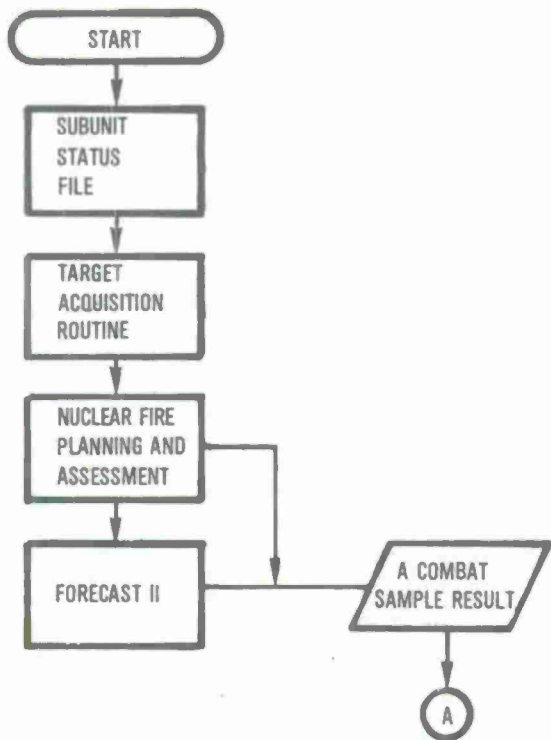 START
SUBUNIT
STATUS
FILE
TARGET
ACQUISITION
ROUTINE
NUCLEAR FIRE
PLANNING AND
ASSESSMENT
FORECAST II
A COMBAT
SAMPLE RESULT
A